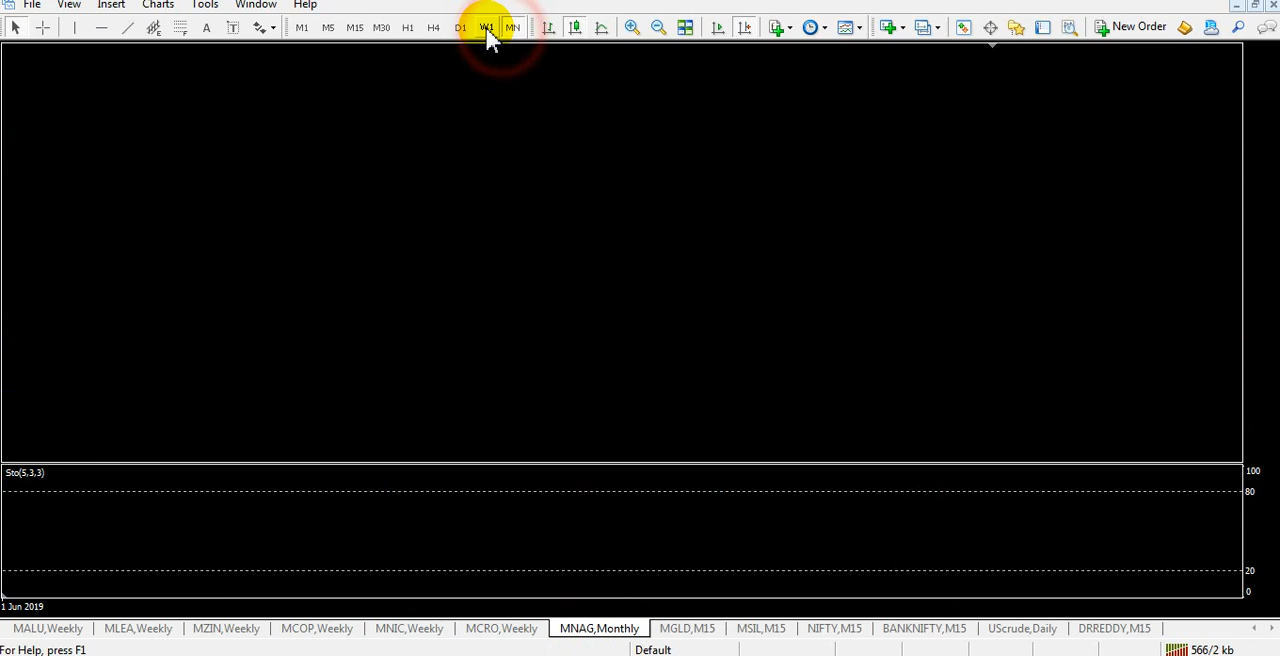 File View Insert Charts Tools Window Help
A T M1 M5 M15 M30 H1 H4 D1 W1 MN New Order
Sto(5,3,3)
100
80
20
0
1 Jun 2019
MALU,Weekly MLEA,Weekly MZIN,Weekly MCOP,Weekly MNIC,Weekly MCRO,Weekly MNAG,Monthly MGLD,M15 MSIL,M15 NIFTY,M15 BANKNIFTY,M15 UScrude,Daily DRREDDY,M15
For Help, press F1 Default 566/2 kb